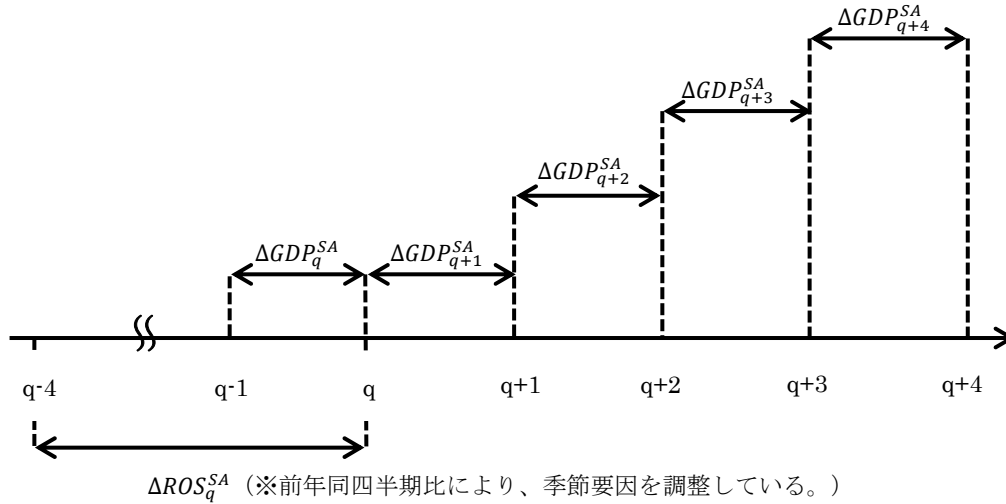 ΔGDP^{SA}_{q+4}
ΔGDP^{SA}_{q+3}
ΔGDP^{SA}_{q+2}
ΔGDP^{SA}_{q} ΔGDP^{SA}_{q+1}
q-4 q-1 q q+1 q+2 q+3 q+4
ΔROS^{SA}_{q}（※前年同四半期比により、季節要因を調整している。）